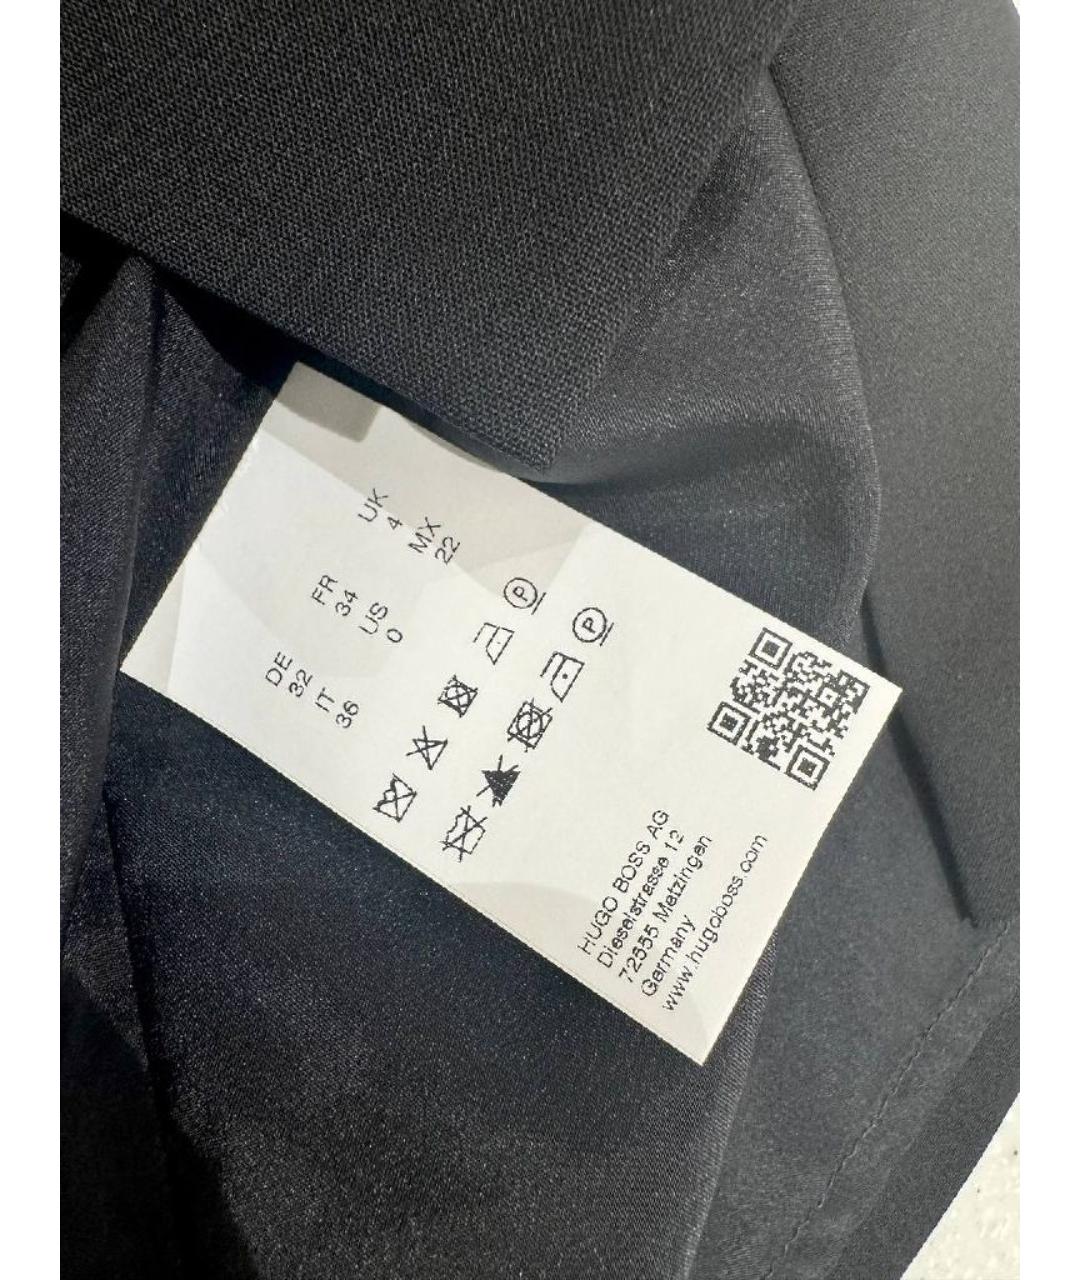 DE FR UK
32 34 4
IT US MX
36 0 22
P
P
HUGO BOSS AG
Dieselstrasse 12
72555 Metzingen
Germany
www.hugoboss.com